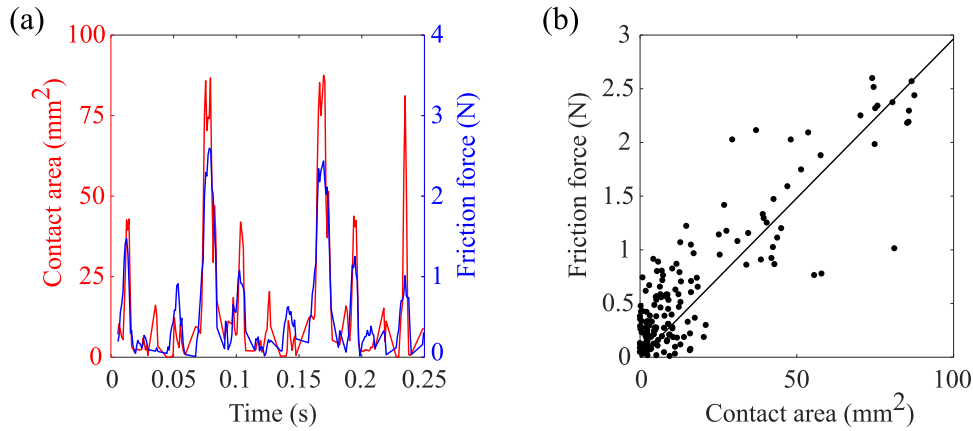 (a)
100
75
50
25
0
Contact area (mm2)
4
3
2
1
0
Friction force (N)
0 0.05 0.1 0.15 0.2 0.25
Time (s)
(b)
3
2.5
2
1.5
1
0.5
0
Friction force (N)
0 50 100
Contact area (mm2)